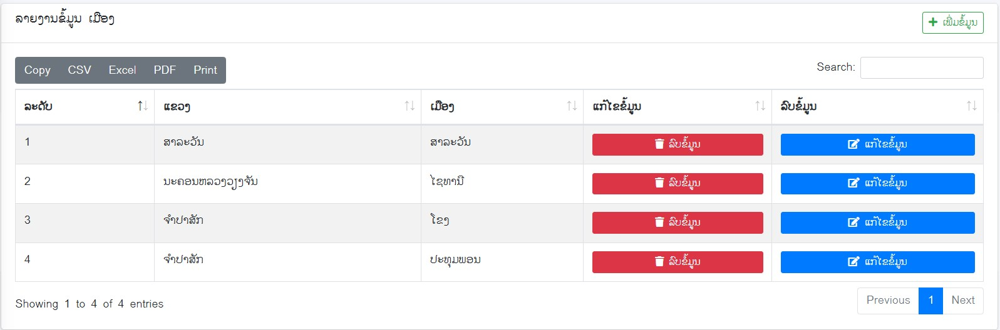 ລາຍງານຂໍ້ມູນ ເມືອງ
ເພີ່ມຂໍ້ມູນ
Copy CSV Excel PDF Print
Search:
ລະດັບ ແຂວງ ເມືອງ ແກ້ໄຂຂໍ້ມູນ ລົບຂໍ້ມູນ
1 ສາລະວັນ ສາລະວັນ ລົບຂໍ້ມູນ ແກ້ໄຂຂໍ້ມູນ
2 ນະຄອນຫລວງວຽງຈັນ ໄຊທານີ ລົບຂໍ້ມູນ ແກ້ໄຂຂໍ້ມູນ
3 ຈຳປາສັກ ໂຂງ ລົບຂໍ້ມູນ ແກ້ໄຂຂໍ້ມູນ
4 ຈຳປາສັກ ປະທຸມພອນ ລົບຂໍ້ມູນ ແກ້ໄຂຂໍ້ມູນ
Showing 1 to 4 of 4 entries
Previous 1 Next